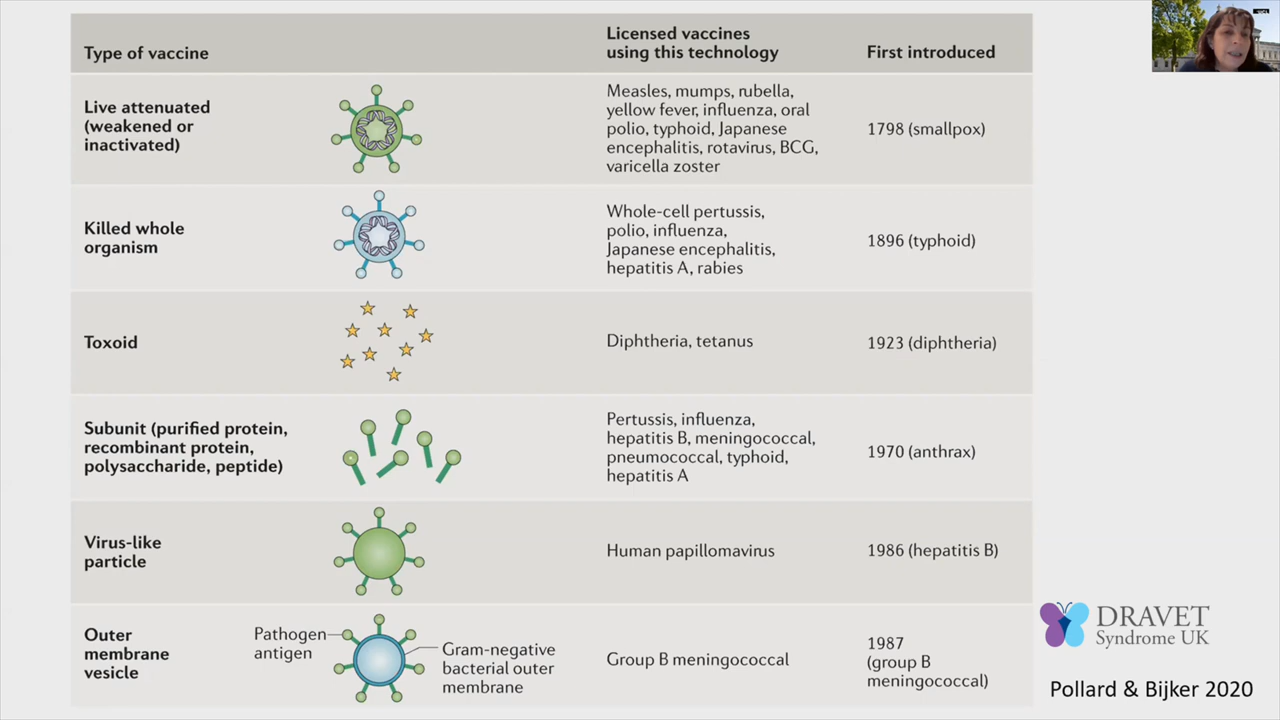 Type of vaccine
Licensed vaccines
using this technology
First introduced
Live attenuated
(weakened or
inactivated)
Measles, mumps, rubella,
yellow fever, influenza, oral
polio, typhoid, Japanese
encephalitis, rotavirus, BCG,
varicella zoster
1798 (smallpox)
Killed whole
organism
Whole-cell pertussis,
polio, influenza,
Japanese encephalitis,
hepatitis A, rabies
1896 (typhoid)
Toxoid
Diphtheria, tetanus
1923 (diphtheria)
Subunit (purified protein,
recombinant protein,
polysaccharide, peptide)
Pertussis, influenza,
hepatitis B, meningococcal,
pneumococcal, typhoid,
hepatitis A
1970 (anthrax)
Virus-like
particle
Human papillomavirus
1986 (hepatitis B)
Outer
membrane
vesicle
Pathogen
antigen
Gram-negative
bacterial outer
membrane
Group B meningococcal
1987
(group B
meningococcal)
DRAVET
Syndrome UK
Pollard & Bijker 2020